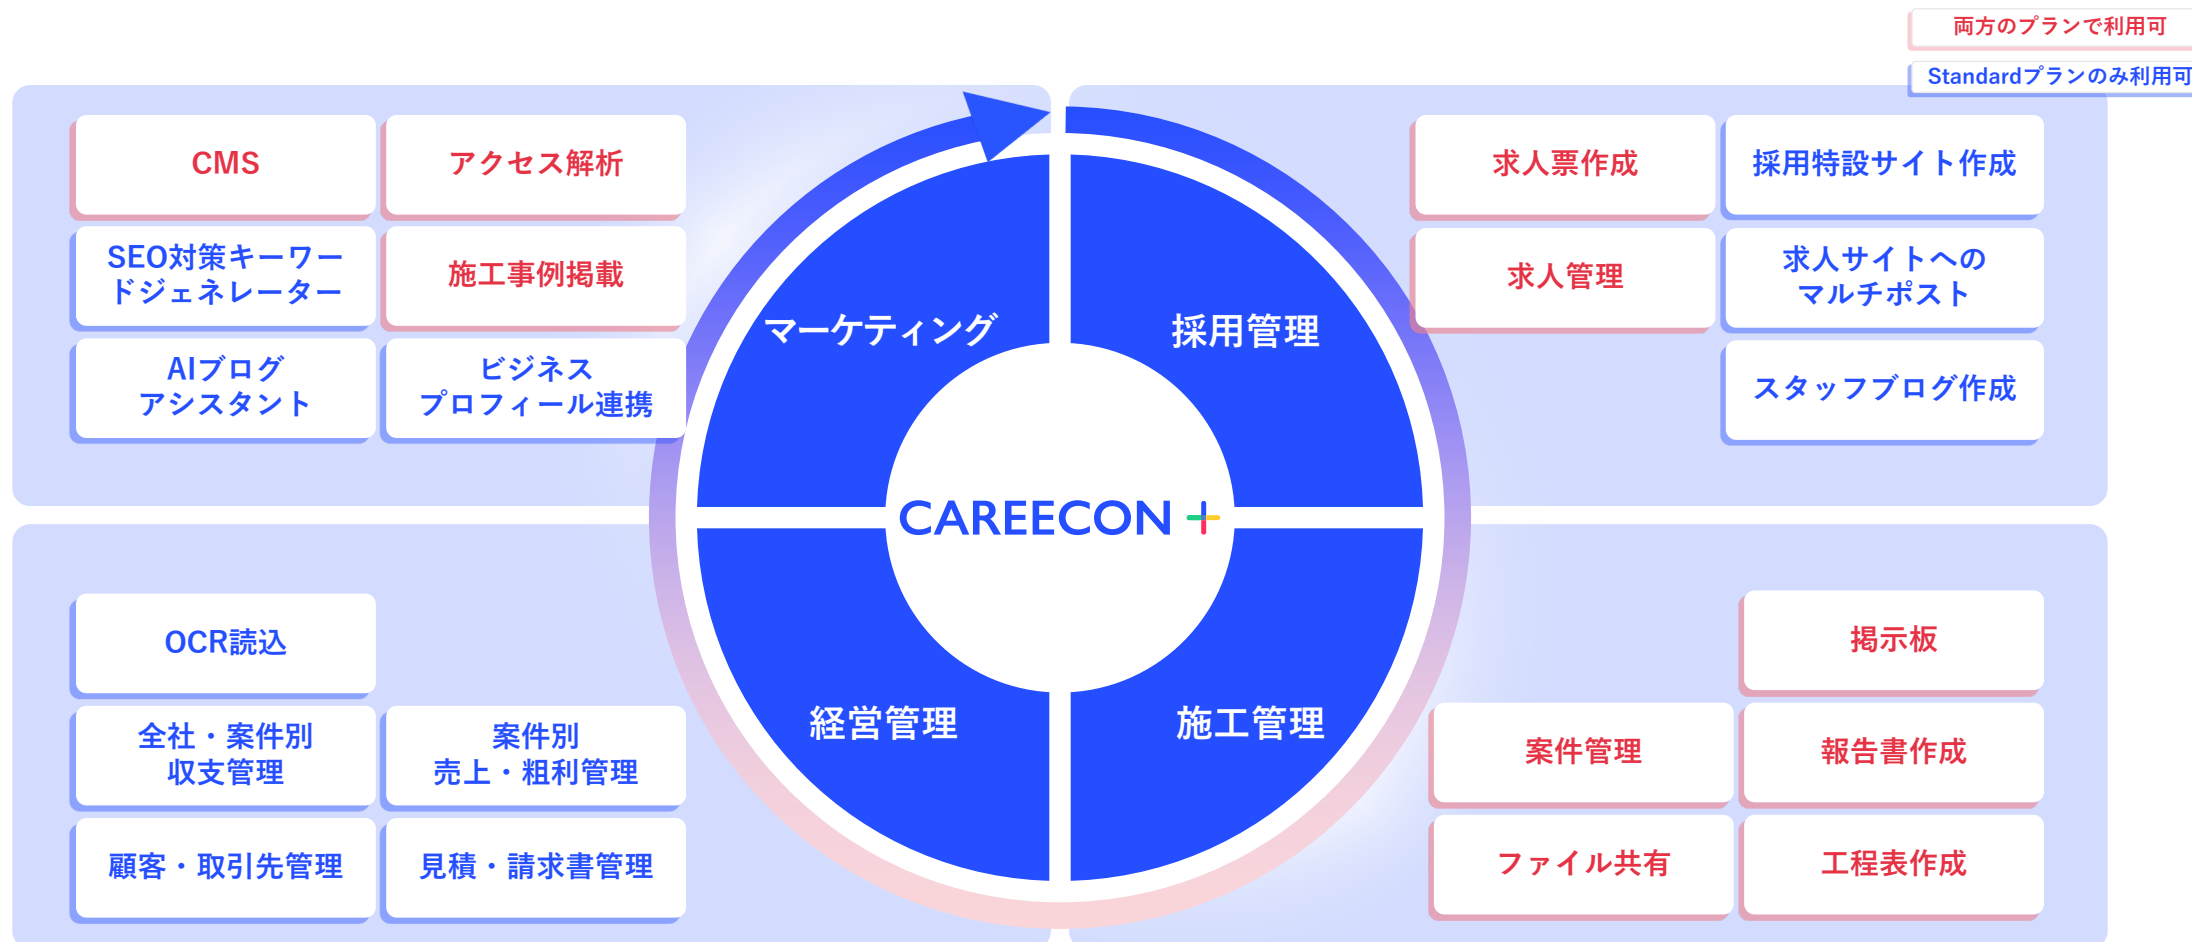 両方のプランで利用可
Standardプランのみ利用可
CMS
アクセス解析
SEO対策キーワー
ドジェネレーター
施工事例掲載
AIブログ
アシスタント
ビジネス
プロフィール連携
マーケティング
採用管理
求人票作成
採用特設サイト作成
求人管理
求人サイトへの
マルチポスト
スタッフブログ作成
CAREECON +
OCR読込
全社・案件別
収支管理
案件別
売上・粗利管理
顧客・取引先管理
見積・請求書管理
経営管理
施工管理
掲示板
案件管理
報告書作成
ファイル共有
工程表作成